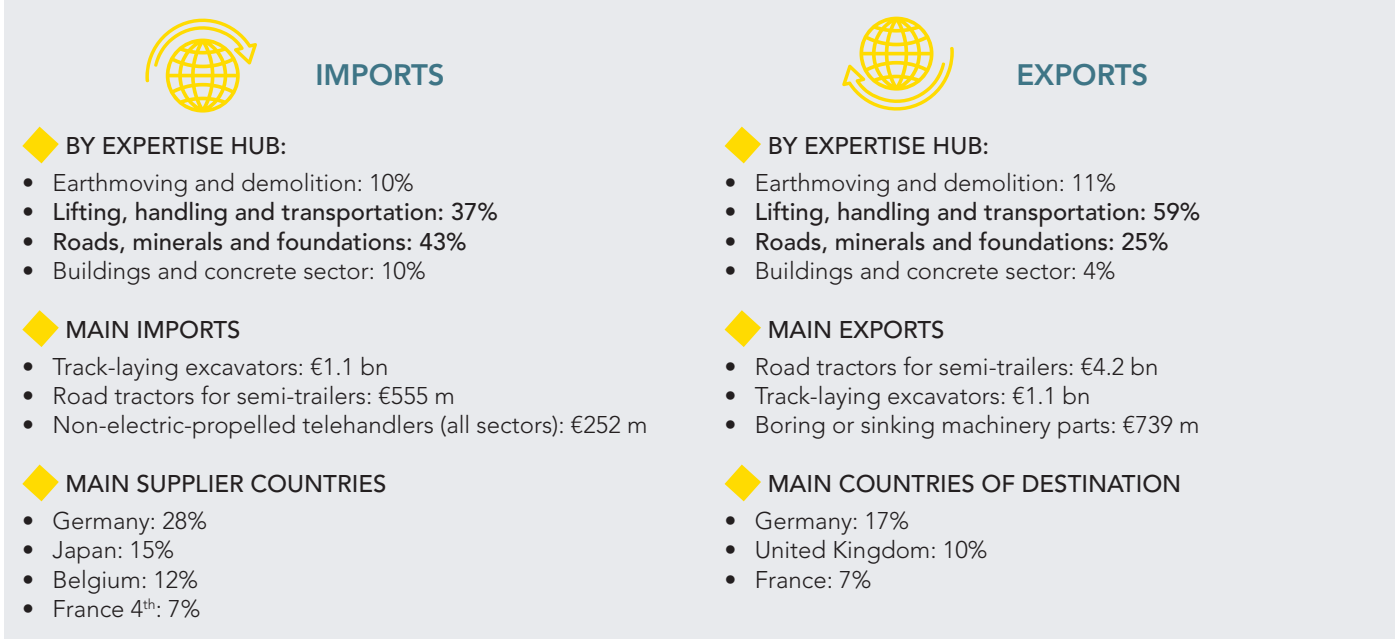 IMPORTS
BY EXPERTISE HUB:
• Earthmoving and demolition: 10%
• Lifting, handling and transportation: 37%
• Roads, minerals and foundations: 43%
• Buildings and concrete sector: 10%
MAIN IMPORTS
• Track-laying excavators: €1.1 bn
• Road tractors for semi-trailers: €555 m
• Non-electric-propelled telehandlers (all sectors): €252 m
MAIN SUPPLIER COUNTRIES
• Germany: 28%
• Japan: 15%
• Belgium: 12%
• France 4th: 7%
EXPORTS
BY EXPERTISE HUB:
• Earthmoving and demolition: 11%
• Lifting, handling and transportation: 59%
• Roads, minerals and foundations: 25%
• Buildings and concrete sector: 4%
MAIN EXPORTS
• Road tractors for semi-trailers: €4.2 bn
• Track-laying excavators: €1.1 bn
• Boring or sinking machinery parts: €739 m
MAIN COUNTRIES OF DESTINATION
• Germany: 17%
• United Kingdom: 10%
• France: 7%